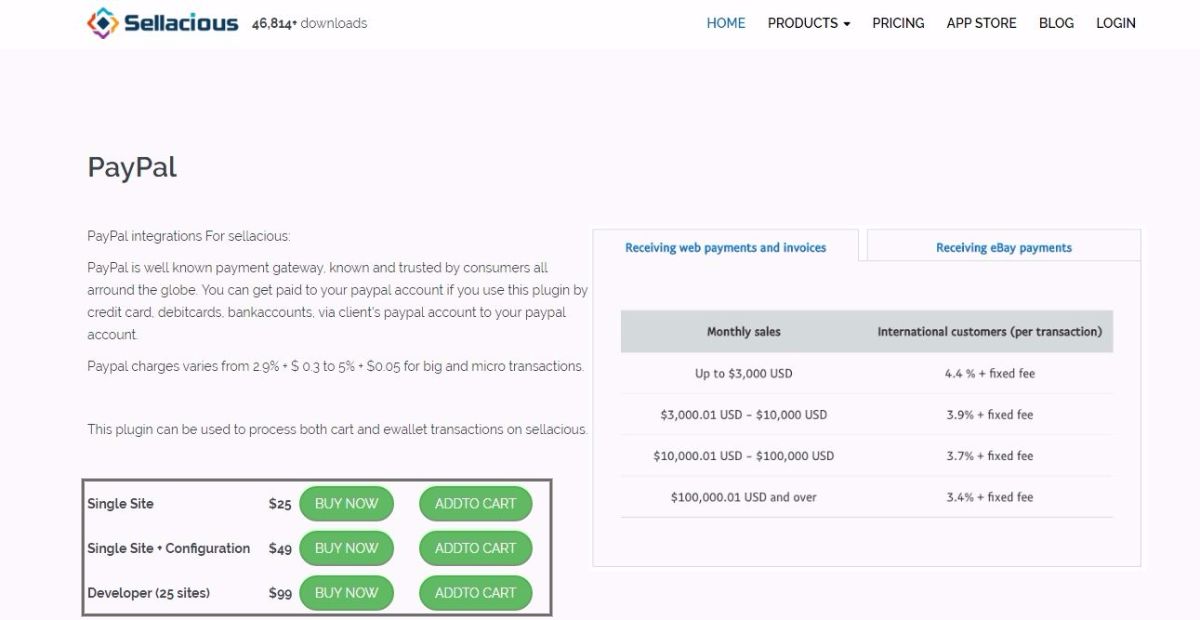 Sellacious 46,814+ downloads HOME PRODUCTS PRICING APP STORE BLOG LOGIN
PayPal
PayPal integrations For sellacious:
PayPal is well known payment gateway, known and trusted by consumers all
arround the globe. You can get paid to your paypal account if you use this plugin by
credit card, debitcards, bankaccounts, via client's paypal account to your paypal
account.
Paypal charges varies from 2.9% + $ 0.3 to 5% + $0.05 for big and micro transactions.
This plugin can be used to process both cart and ewallet transactions on sellacious.
Single Site $25 BUY NOW ADDTO CART
Single Site + Configuration $49 BUY NOW ADDTO CART
Developer (25 sites) $99 BUY NOW ADDTO CART
Receiving web payments and invoices Receiving eBay payments
Monthly sales International customers (per transaction)
Up to $3,000 USD 4.4 % + fixed fee
$3,000.01 USD – $10,000 USD 3.9% + fixed fee
$10,000.01 USD – $100,000 USD 3.7% + fixed fee
$100,000.01 USD and over 3.4% + fixed fee